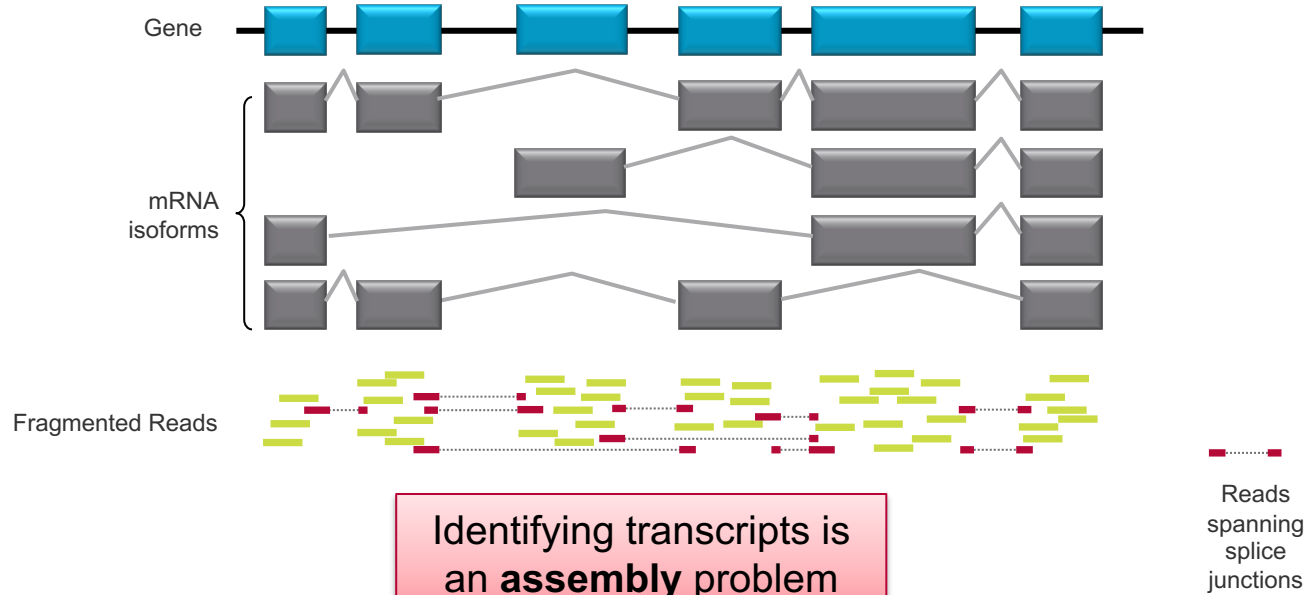 Gene
mRNA
isoforms
Fragmented Reads
Identifying transcripts is
an assembly problem
Reads
spanning
splice
junctions